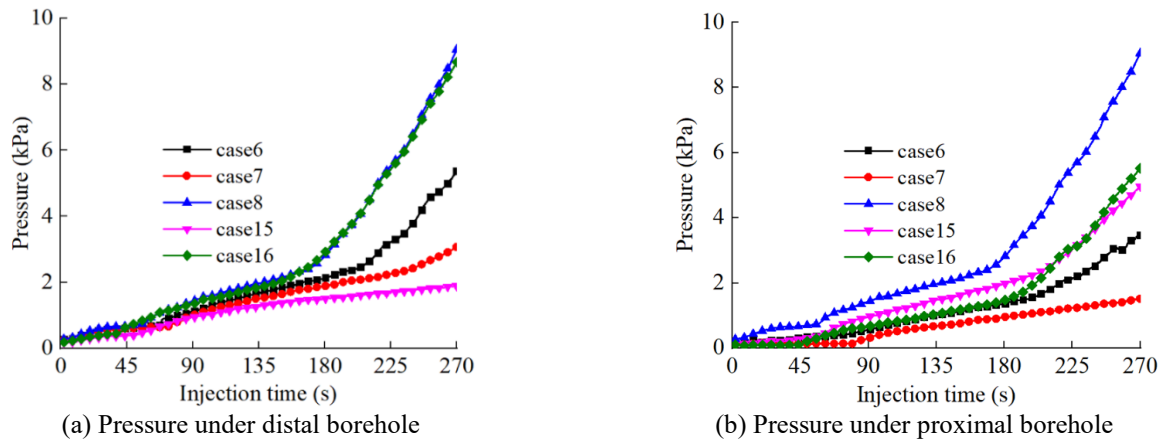 10
8
6
4
2
0
Pressure (kPa)
case6
case7
case8
case15
case16
0 45 90 135 180 225 270
Injection time (s)
(a) Pressure under distal borehole
10
8
6
4
2
0
Pressure (kPa)
case6
case7
case8
case15
case16
0 45 90 135 180 225 270
Injection time (s)
(b) Pressure under proximal borehole